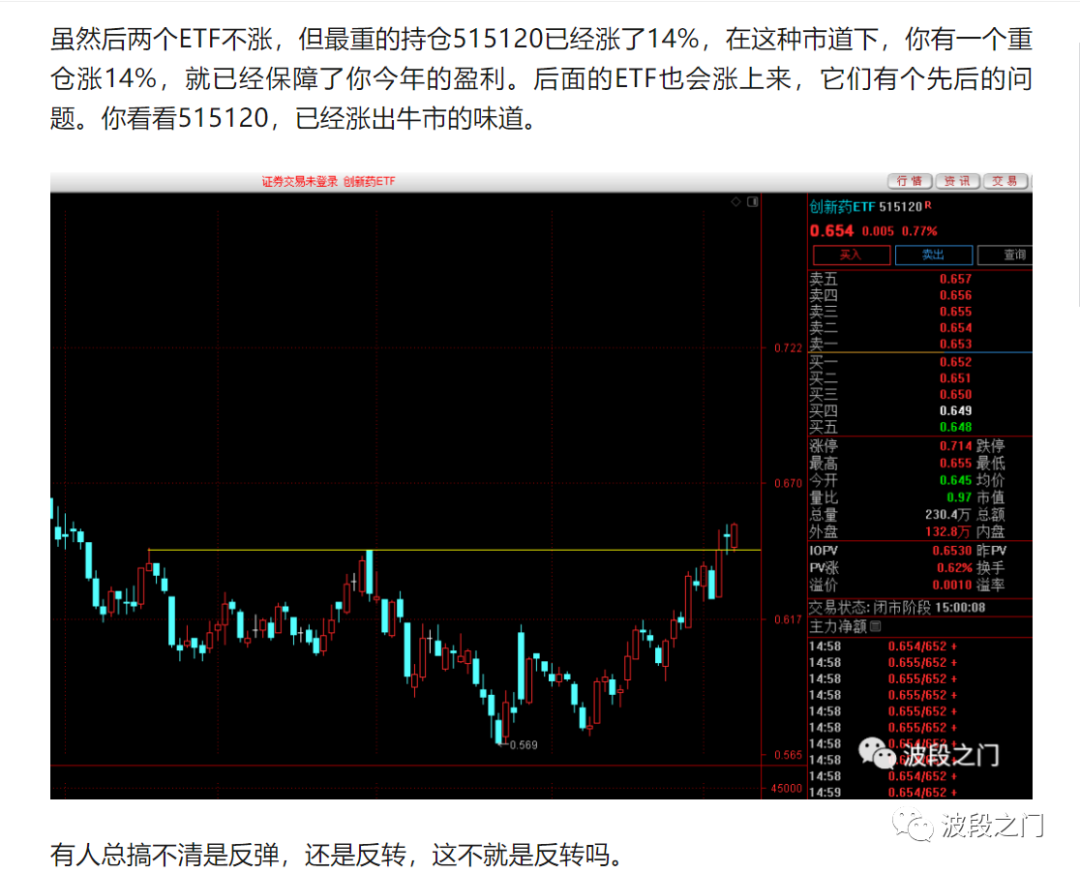 虽然后两个ETF不涨，但最重的持仓515120已经涨了14%，在这种市道下，你有一个重
仓涨14%，就已经保障了你今年的盈利。后面的ETF也会涨上来，它们有个先后的问
题。你看看515120，已经涨出牛市的味道。
证券交易未登录 创新药ETF
行情 资讯 交易
创新药ETF 515120 R
0.654 0.005 0.77%
买入 卖出 查询
卖五 0.657
卖四 0.656
卖三 0.655
0.722
卖二 0.654
卖一 0.653
买一 0.652
买二 0.651
买三 0.650
买四 0.649
买五 0.648
涨停 0.714 跌停
最高 0.655 最低
0.670
今开 0.645 均价
量比 0.97 市值
总量 230.4万 总额
外盘 132.8万 内盘
IOPV 0.6530 昨PV
PV涨 0.62% 换手
溢价 0.0010 溢率
交易状态: 闭市阶段 15:00:08
0.617
主力净额
14:58 0.654/652 +
14:58 0.655/652 +
14:58 0.655/652 +
14:58 0.655/652 +
14:58 0.655/652 +
14:58 0.655/652 +
0.569
14:58
0.565
14:58
波段之门
14:58 0.654/652 +
45000
14:59 0.654/652 +
波段之门
有人总搞不清是反弹，还是反转，这不就是反转吗。